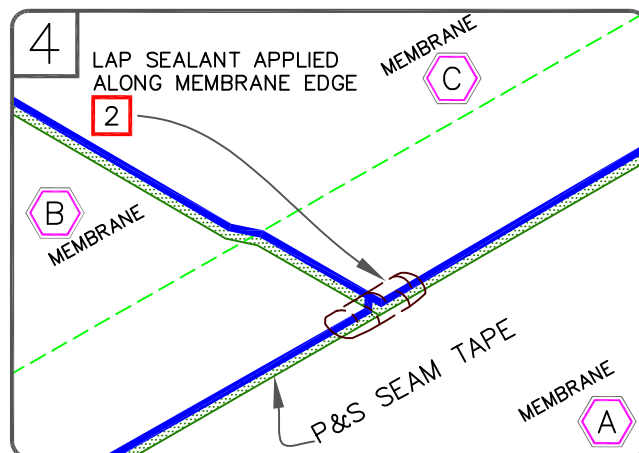 4
LAP SEALANT APPLIED
ALONG MEMBRANE EDGE
2
MEMBRANE
C
B
MEMBRANE
P&S SEAM TAPE
MEMBRANE
A